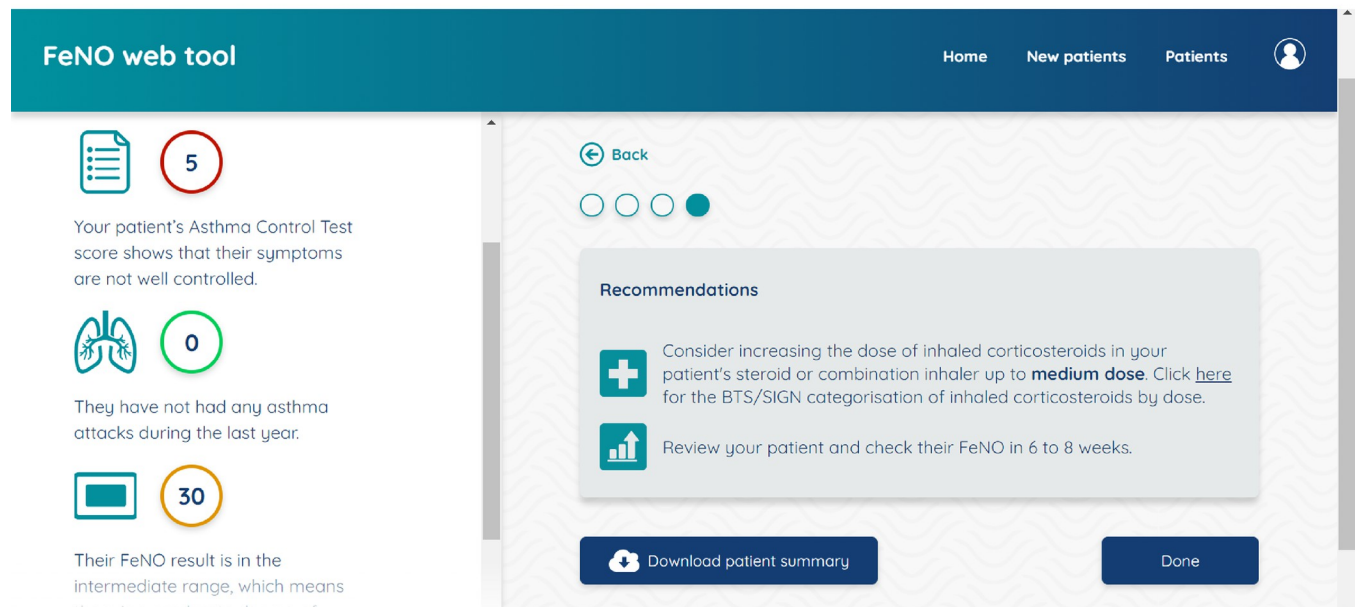 FeNO web tool
Home
New patients
Patients
5
Your patient's Asthma Control Test
score shows that their symptoms
are not well controlled.
0
They have not had any asthma
attacks during the last year.
30
Their FeNO result is in the
intermediate range, which means
Back
Recommendations
Consider increasing the dose of inhaled corticosteroids in your
patient's steroid or combination inhaler up to medium dose. Click here
for the BTS/SIGN categorisation of inhaled corticosteroids by dose.
Review your patient and check their FeNO in 6 to 8 weeks.
Download patient summary
Done